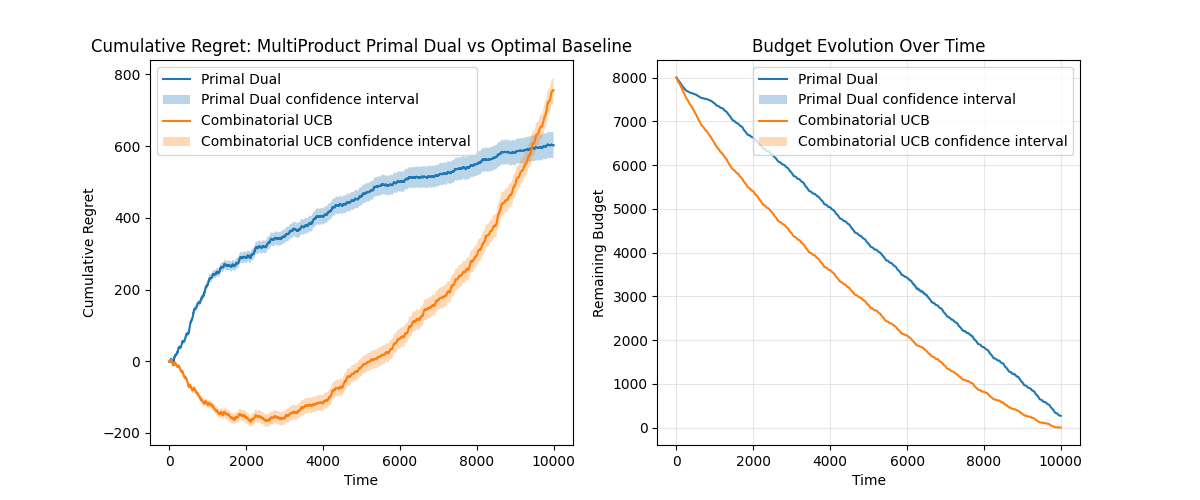 Cumulative Regret: MultiProduct Primal Dual vs Optimal Baseline
Primal Dual
Primal Dual confidence interval
Combinatorial UCB
Combinatorial UCB confidence interval
Cumulative Regret
800
600
400
200
0
−200
0 2000 4000 6000 8000 10000
Time
Budget Evolution Over Time
Primal Dual
Primal Dual confidence interval
Combinatorial UCB
Combinatorial UCB confidence interval
Remaining Budget
8000
7000
6000
5000
4000
3000
2000
1000
0
0 2000 4000 6000 8000 10000
Time